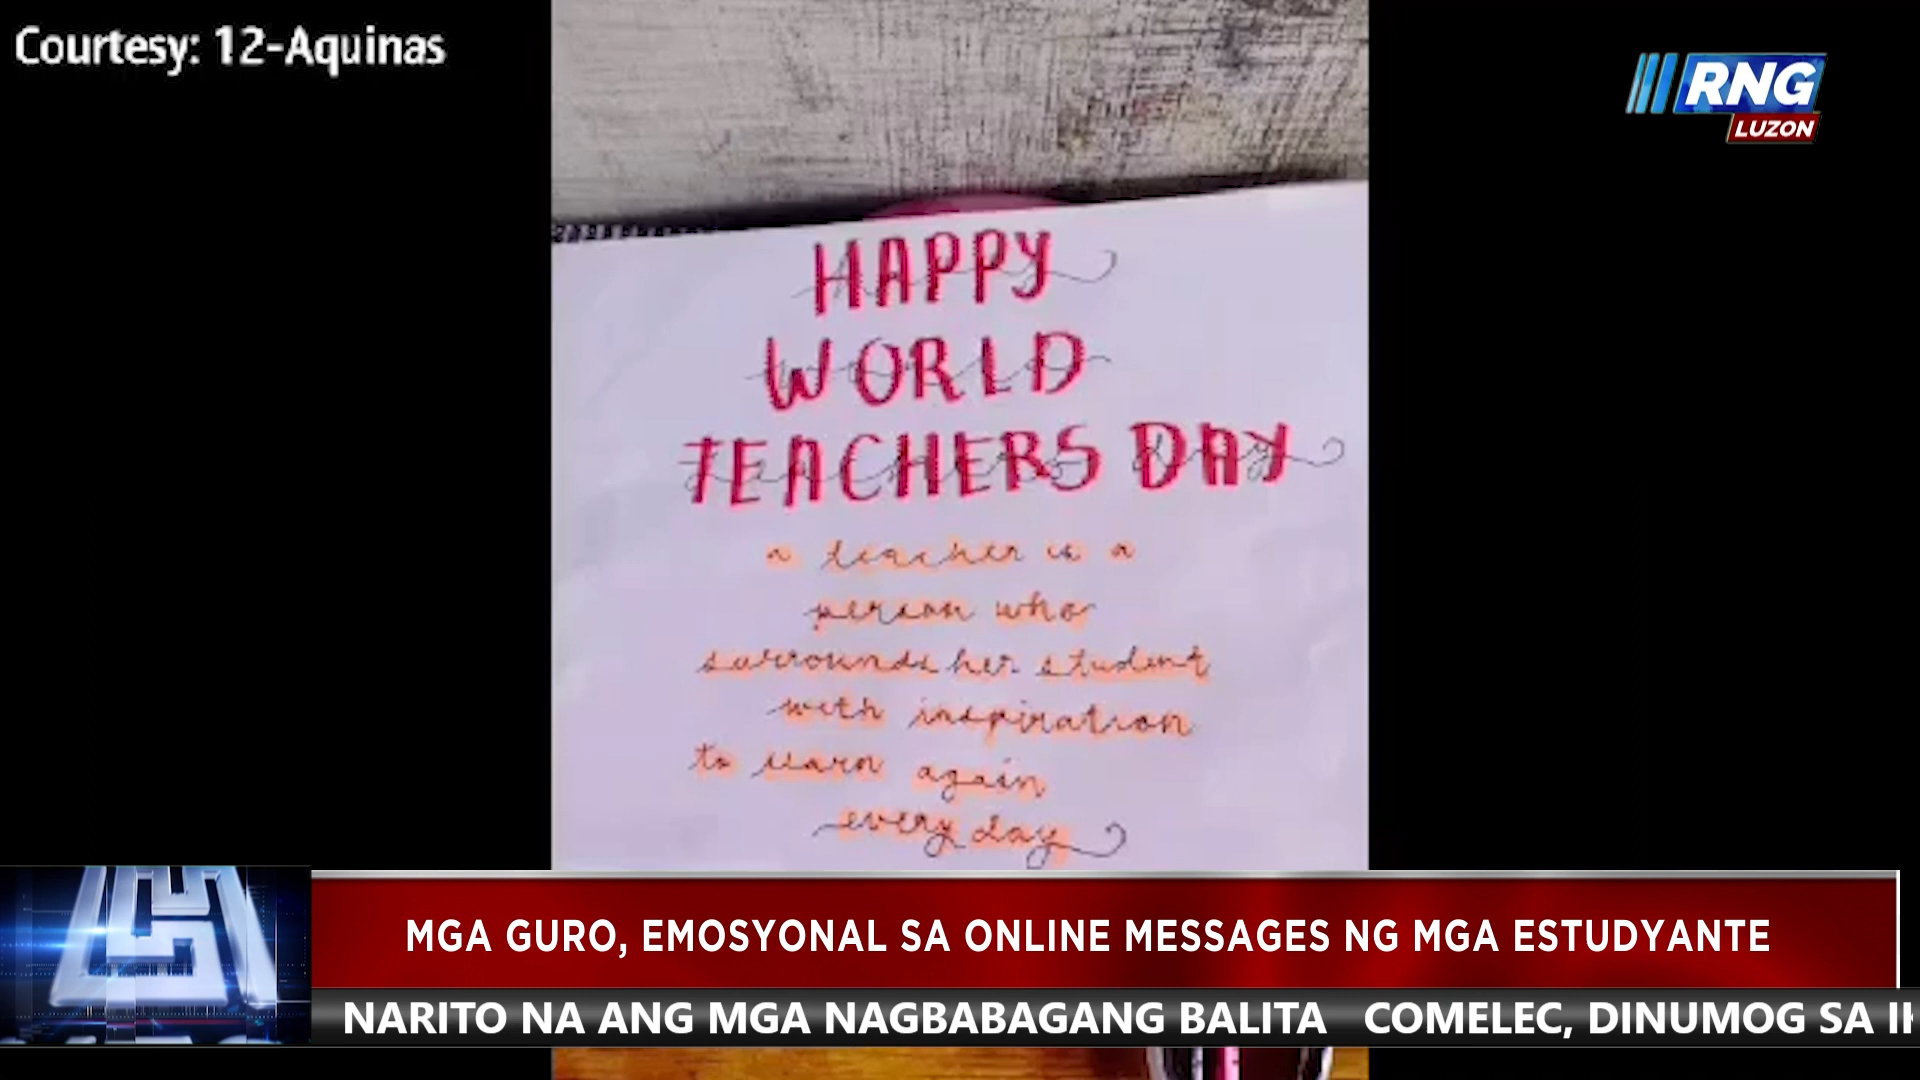 Courtesy: 12-Aquinas
RNG
LUZON
HAPPY
WORLD
TEACHERS DAY
a teacher is a
person who
surrounds her student
with inspiration
to learn again
every day
MGA GURO, EMOSYONAL SA ONLINE MESSAGES NG MGA ESTUDYANTE
NARITO NA ANG MGA NAGBABAGANG BALITA COMELEC, DINUMOG SA